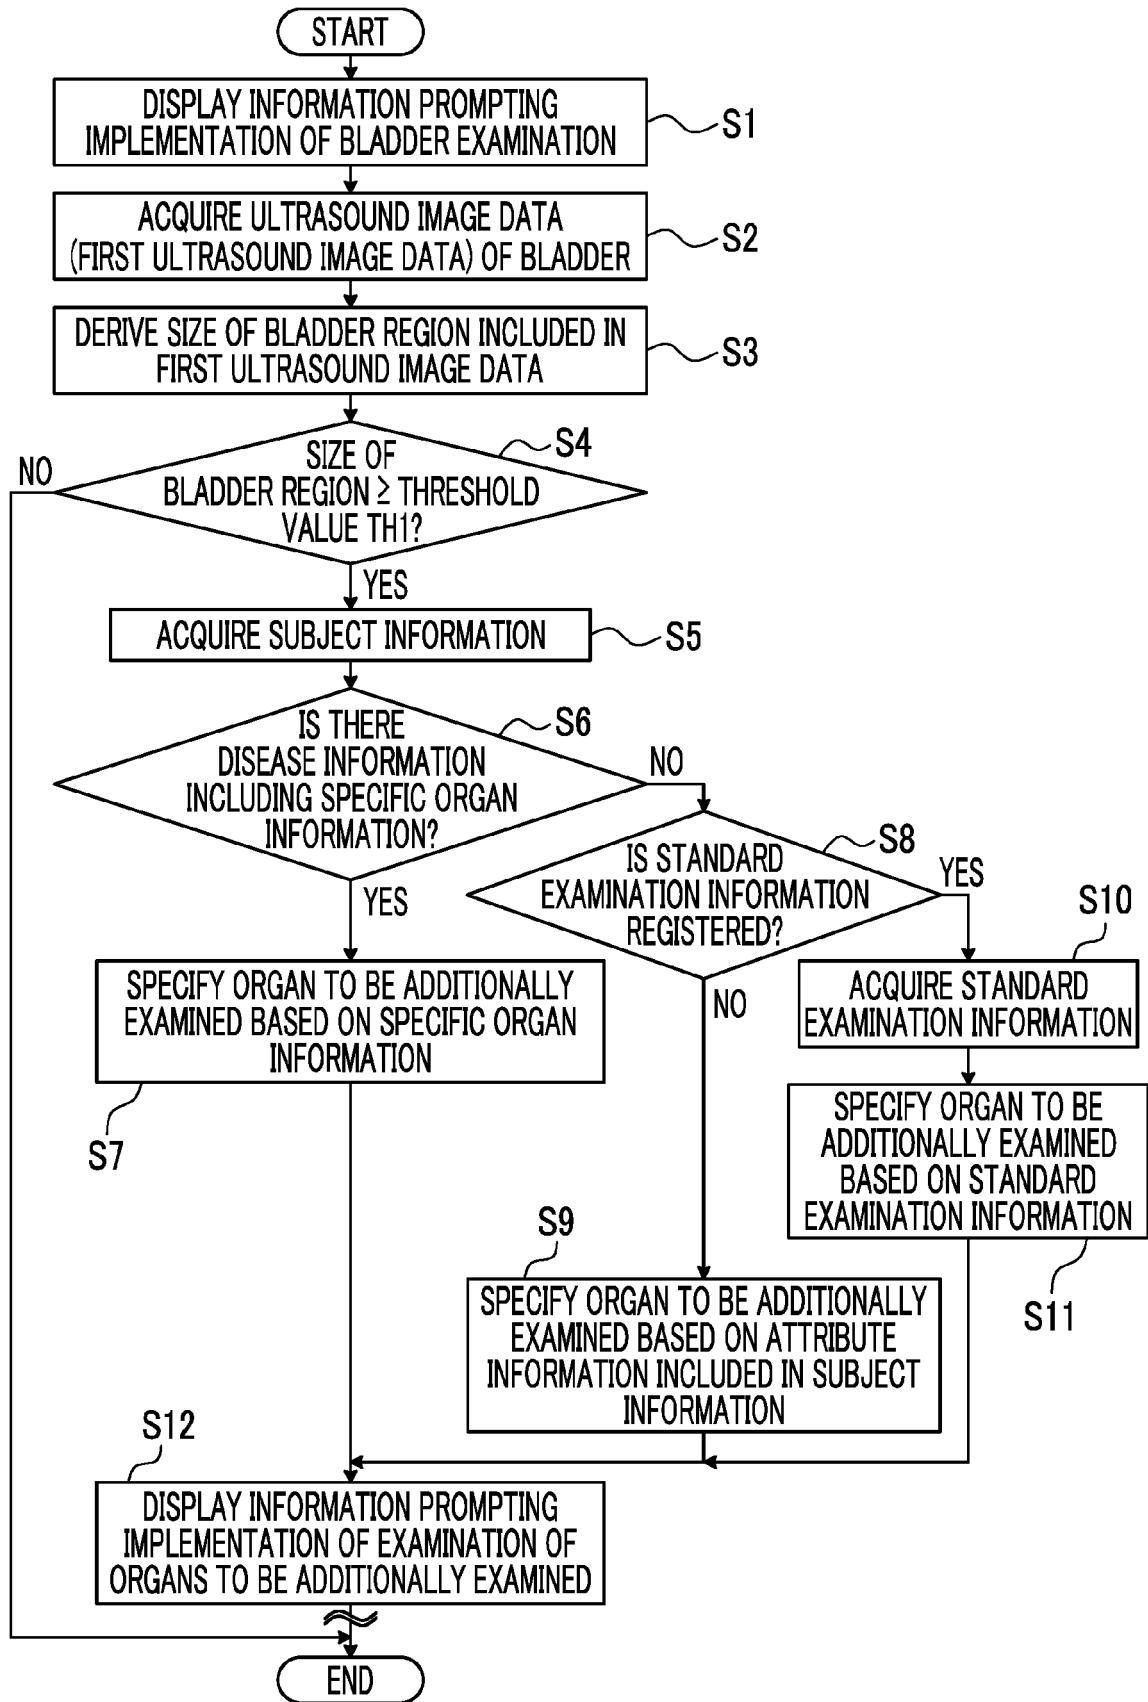 START
DISPLAY INFORMATION PROMPTING
IMPLEMENTATION OF BLADDER EXAMINATION
S1
ACQUIRE ULTRASOUND IMAGE DATA
(FIRST ULTRASOUND IMAGE DATA) OF BLADDER
S2
DERIVE SIZE OF BLADDER REGION INCLUDED IN
FIRST ULTRASOUND IMAGE DATA
S3
SIZE OF
BLADDER REGION ≥ THRESHOLD
VALUE TH1?
S4
NO
YES
ACQUIRE SUBJECT INFORMATION
S5
IS THERE
DISEASE INFORMATION
INCLUDING SPECIFIC ORGAN
INFORMATION?
S6
NO
YES
IS STANDARD
EXAMINATION INFORMATION
REGISTERED?
S8
YES
NO
SPECIFY ORGAN TO BE ADDITIONALLY
EXAMINED BASED ON SPECIFIC ORGAN
INFORMATION
S7
S10
ACQUIRE STANDARD
EXAMINATION INFORMATION
SPECIFY ORGAN TO BE
ADDITIONALLY EXAMINED
BASED ON STANDARD
EXAMINATION INFORMATION
S11
S9
SPECIFY ORGAN TO BE ADDITIONALLY
EXAMINED BASED ON ATTRIBUTE
INFORMATION INCLUDED IN SUBJECT
INFORMATION
S12
DISPLAY INFORMATION PROMPTING
IMPLEMENTATION OF EXAMINATION OF
ORGANS TO BE ADDITIONALLY EXAMINED
END